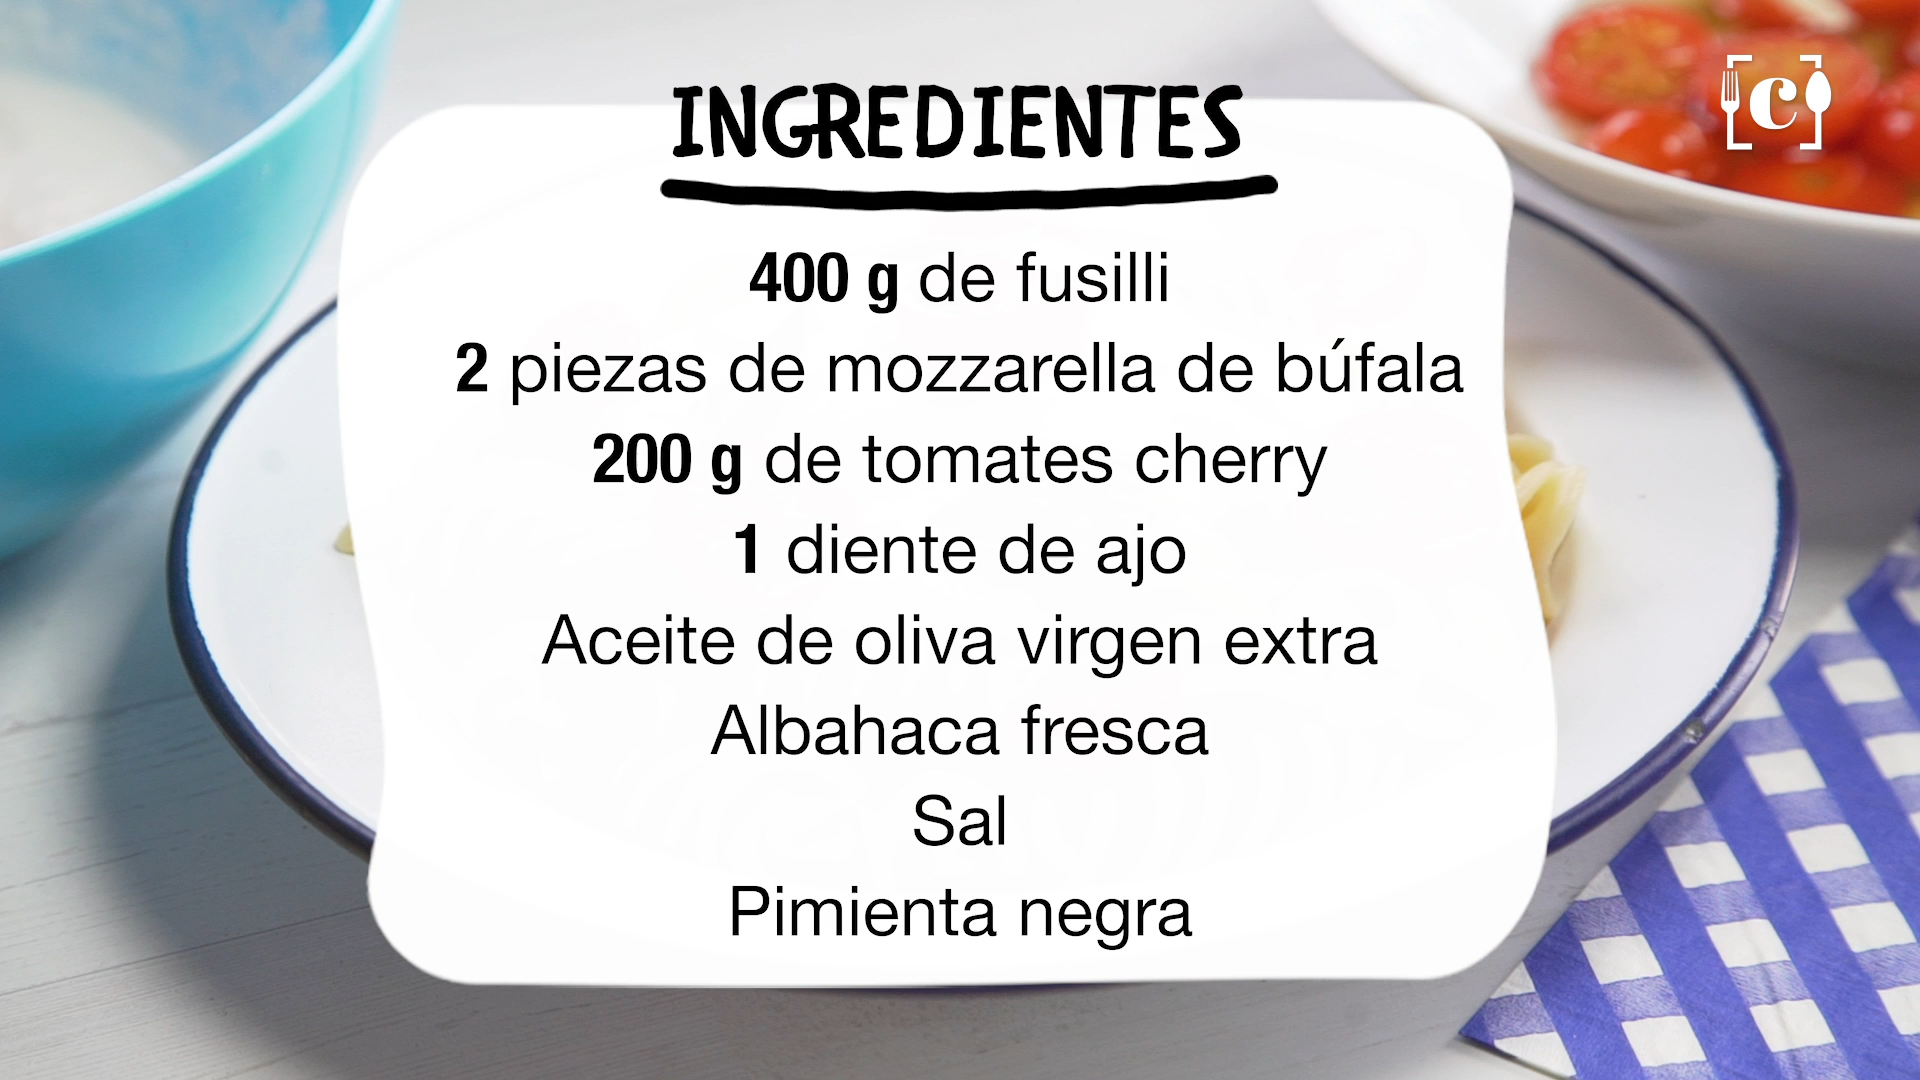 INGREDIENTES
400 g de fusilli
2 piezas de mozzarella de búfala
200 g de tomates cherry
1 diente de ajo
Aceite de oliva virgen extra
Albahaca fresca
Sal
Pimienta negra
c